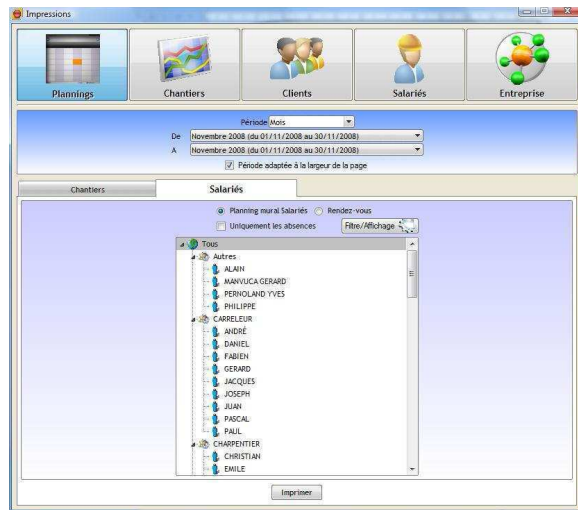 Impressions
Plannings Chantiers Clients Salariés Entreprise
Période Mois
De Novembre 2008 (du 01/11/2008 au 30/11/2008)
A Novembre 2008 (du 01/11/2008 au 30/11/2008)
Période adaptée à la largeur de la page
Chantiers Salariés
Planning mural Salariés Rendez-vous
Uniquement les absences Filtre/Affichage
Tous
Autres
ALAIN
MANVUCA GERARD
PERNOLAND YVES
PHILIPPE
CARRELEUR
ANDRÉ
DANIEL
FABIEN
GERARD
JACQUES
JOSEPH
JUAN
PASCAL
PAUL
CHARPENTIER
CHRISTIAN
EMILE
Imprimer